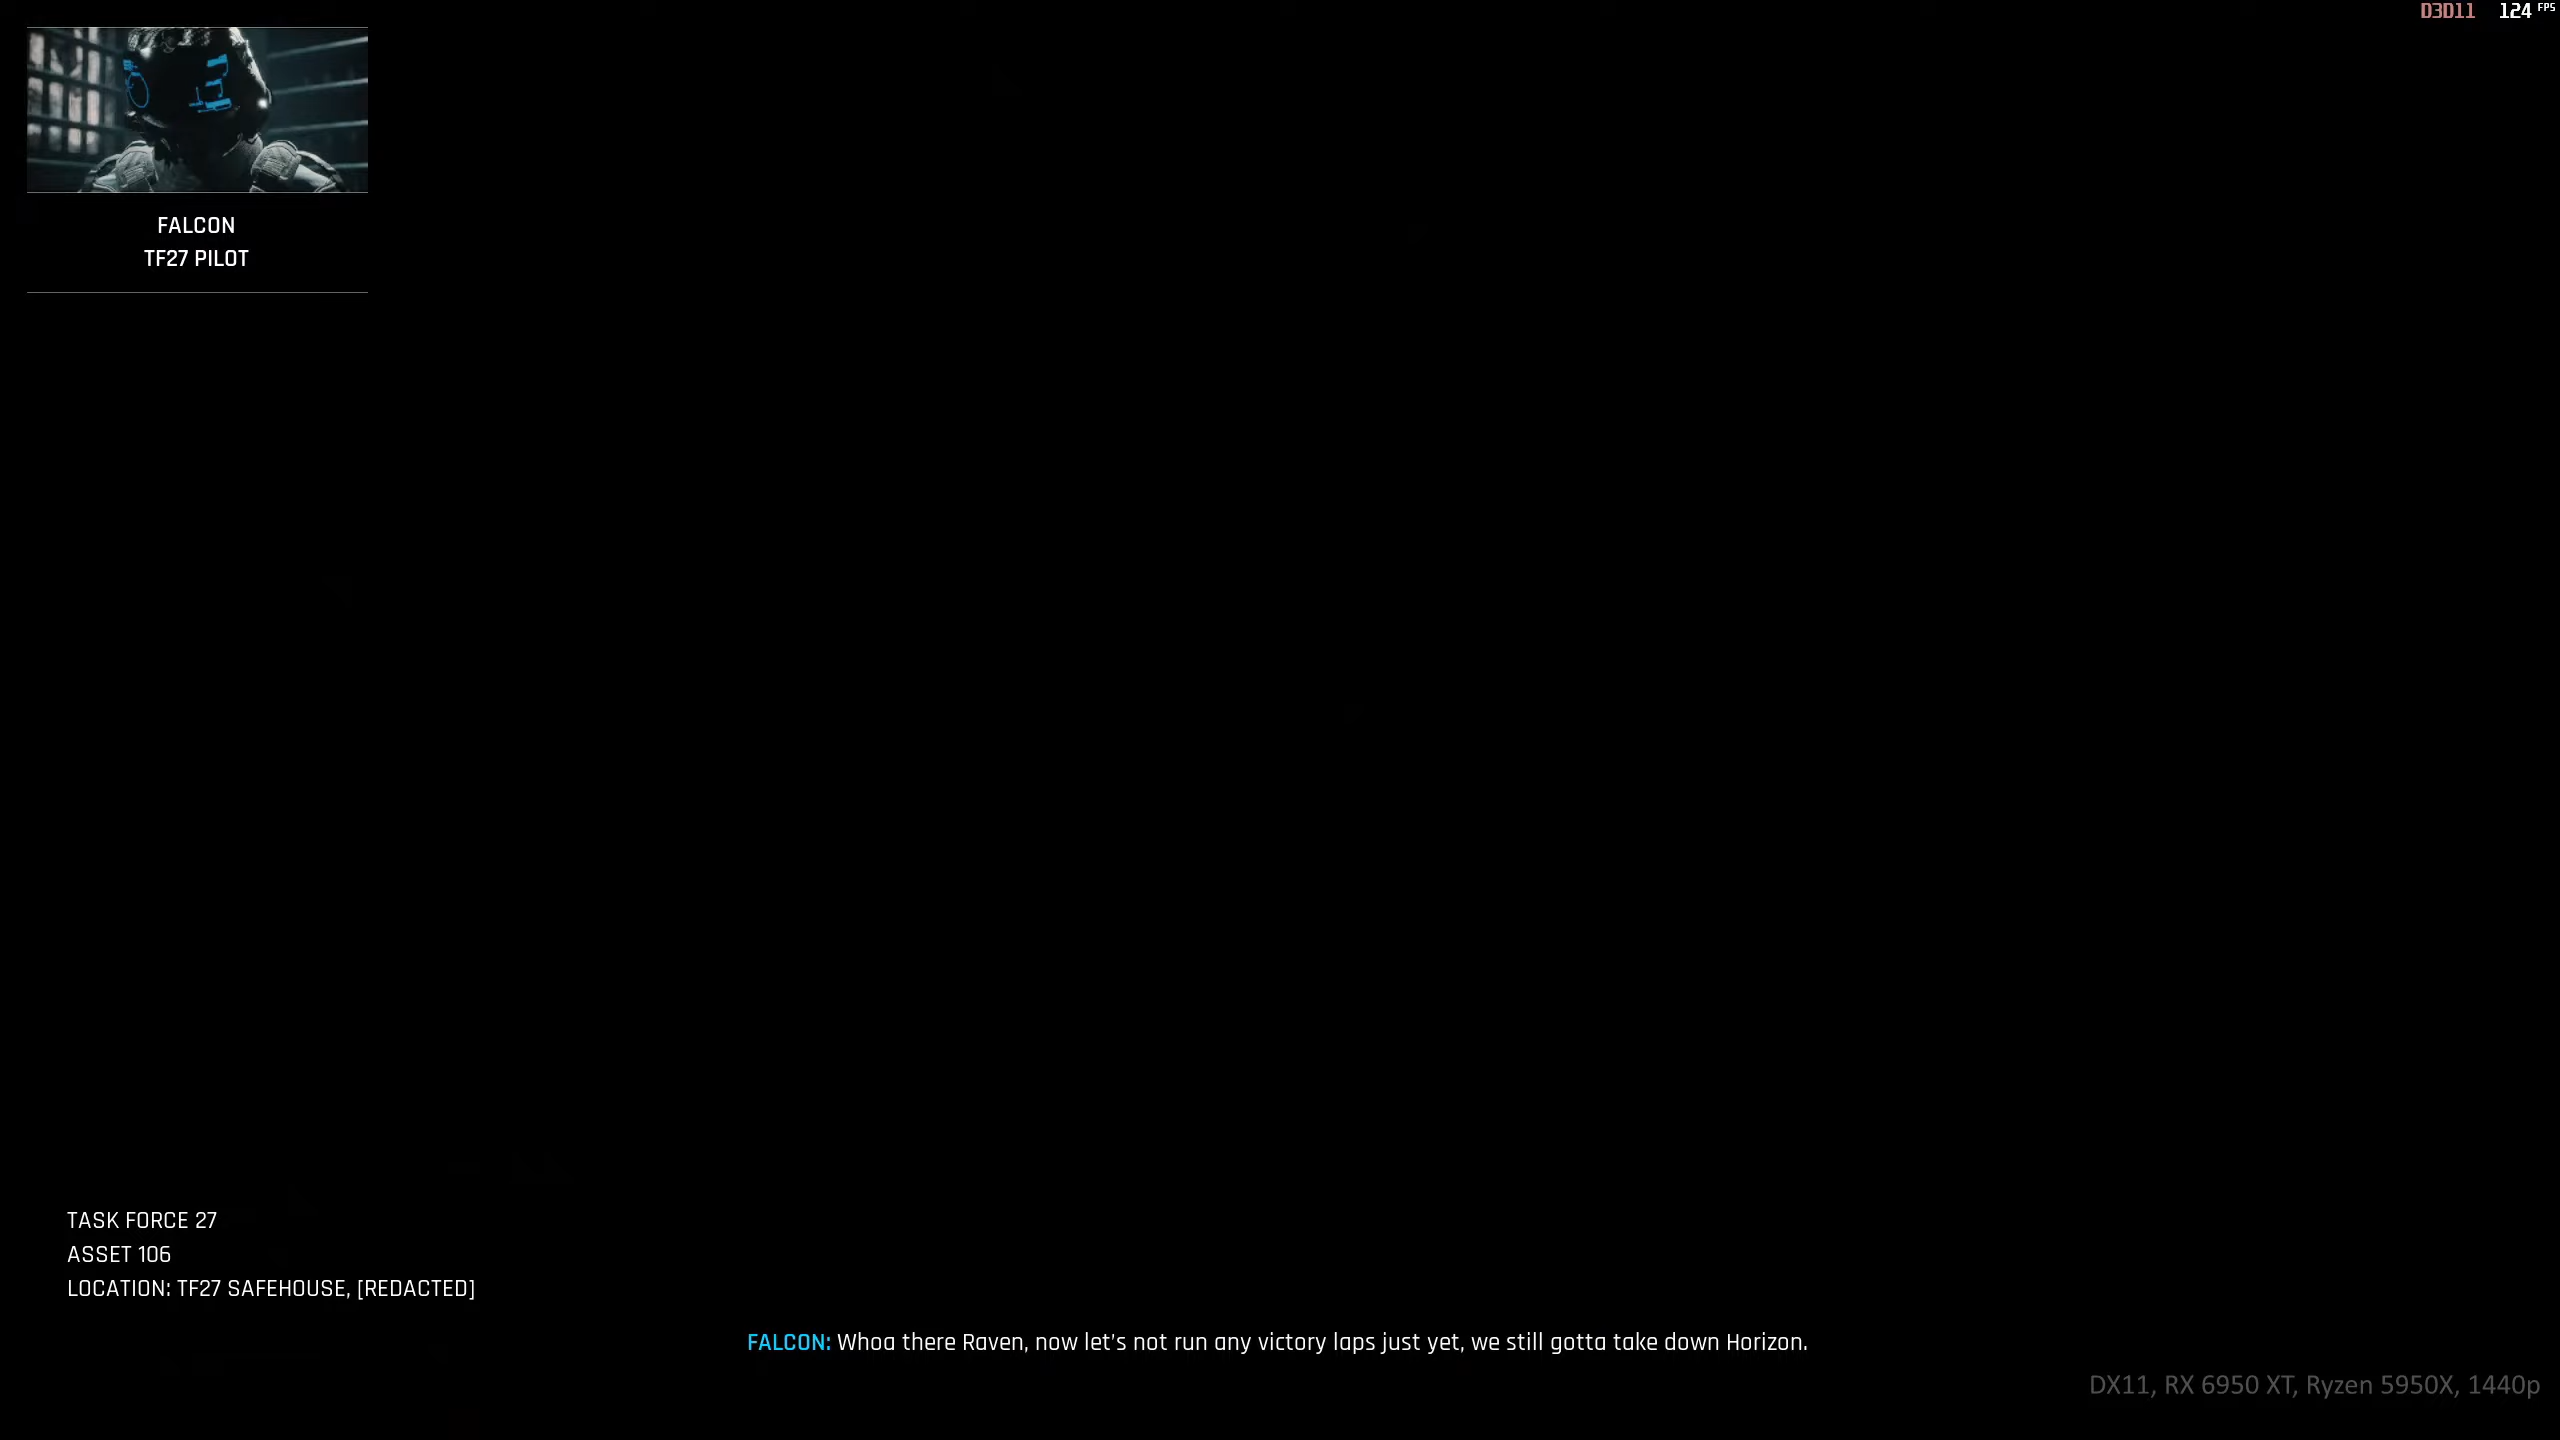 D3D11 124 FPS
FALCON
TF27 PILOT
TASK FORCE 27
ASSET 106
LOCATION: TF27 SAFEHOUSE, [REDACTED]
FALCON: Whoa there Raven, now let's not run any victory laps just yet, we still gotta take down Horizon.
DX11, RX 6950 XT, Ryzen 5950X, 1440p